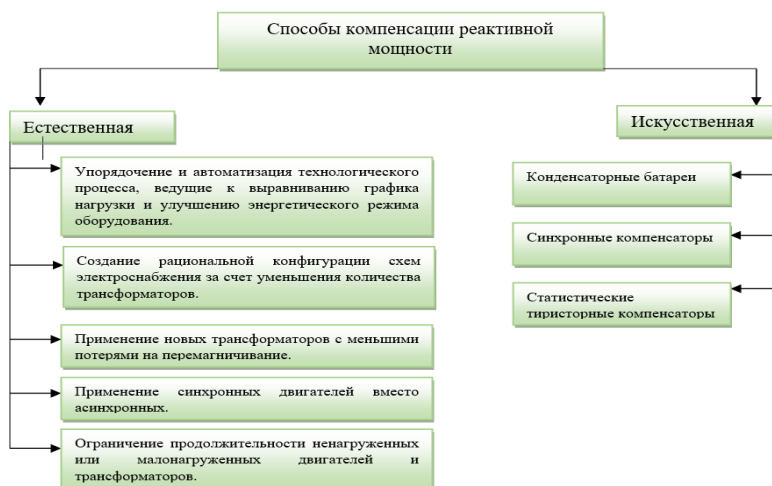 Способы компенсации реактивной
мощности
Естественная
Искусственная
Упорядочение и автоматизация технологического
процесса, ведущие к выравниванию графика
нагрузки и улучшению энергетического режима
оборудования.
Создание рациональной конфигурации схем
электроснабжения за счет уменьшения количества
трансформаторов.
Применение новых трансформаторов с меньшими
потерями на перемагничивание.
Применение синхронных двигателей вместо
асинхронных.
Ограничение продолжительности ненагруженных
или малонагруженных двигателей и
трансформаторов.
Конденсаторные батареи
Синхронные компенсаторы
Статистические
тиристорные компенсаторы